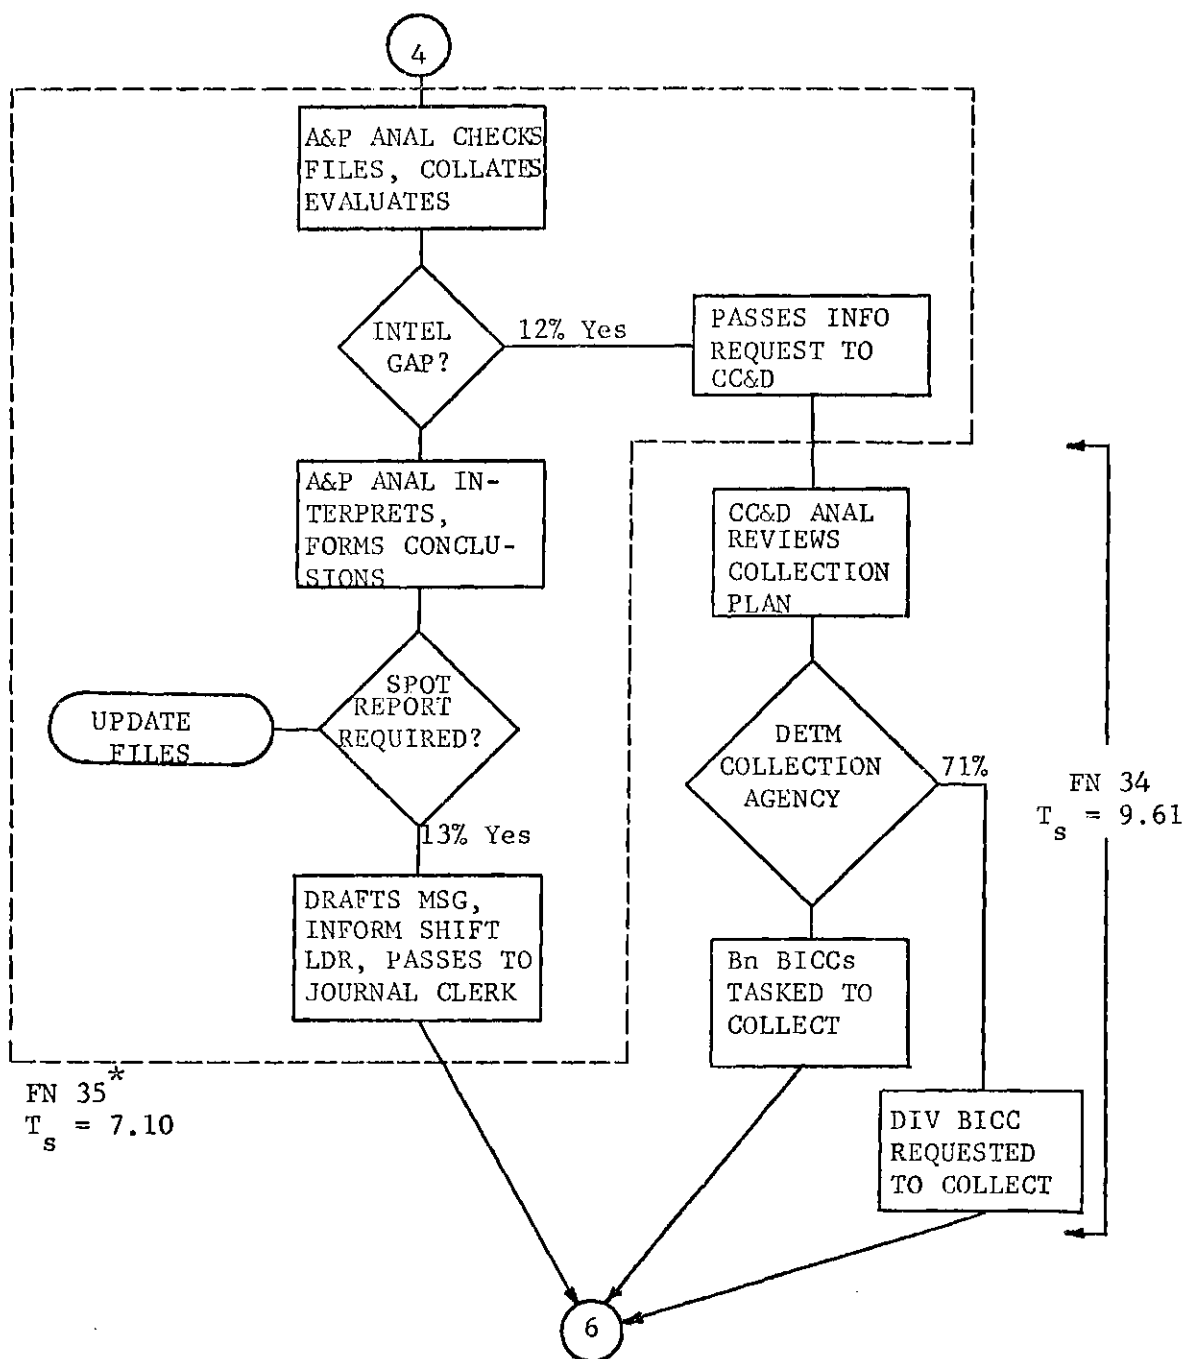 4
A&P ANAL CHECKS
FILES, COLLATES
EVALUATES
INTEL
GAP?
12% Yes
PASSES INFO
REQUEST TO
CC&D
A&P ANAL IN-
TERPRETS,
FORMS CONCLU-
SIONS
CC&D ANAL
REVIEWS
COLLECTION
PLAN
SPOT
REPORT
REQUIRED?
UPDATE
FILES
13% Yes
DETM
COLLECTION
AGENCY
71%
FN 34
T_s = 9.61
DRAFTS MSG,
INFORM SHIFT
LDR, PASSES TO
JOURNAL CLERK
Bn BICCs
TASKED TO
COLLECT
FN 35*
T_s = 7.10
DIV BICC
REQUESTED
TO COLLECT
6